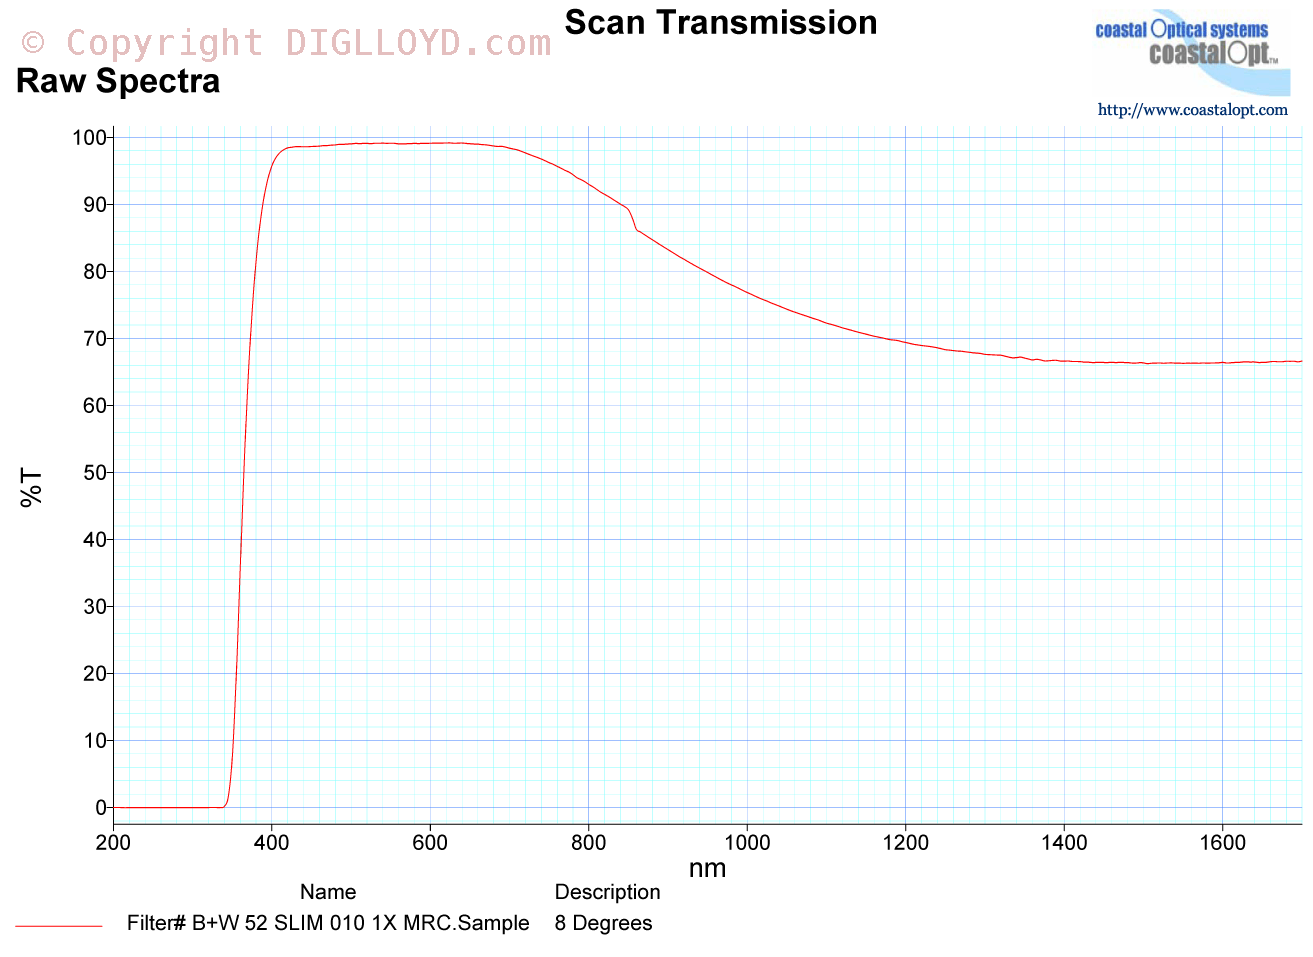 Scan Transmission
© Copyright DIGLLOYD.com
coastal Optical systems
coastalOpt™
Raw Spectra
http://www.coastalopt.com
100
90
80
70
60
50
40
30
20
10
0
%T
200 400 600 800 1000 1200 1400 1600
nm
Name Description
Filter# B+W 52 SLIM 010 1X MRC.Sample 8 Degrees